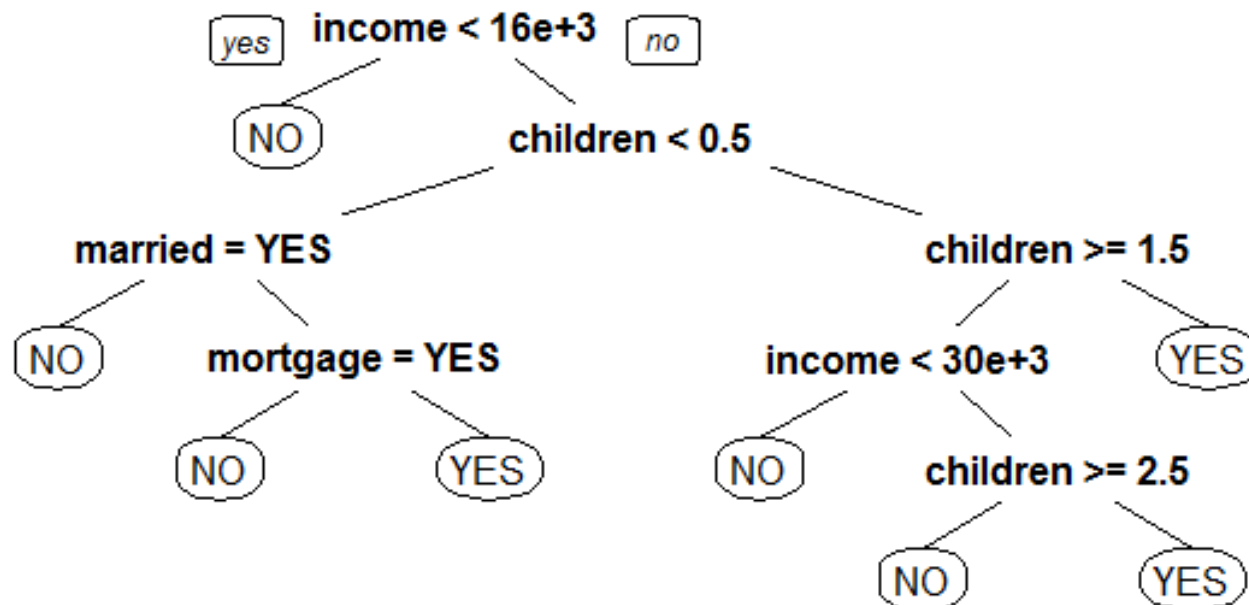 yes income < 16e+3 no
NO children < 0.5
married = YES children >= 1.5
NO mortgage = YES income < 30e+3 YES
NO YES NO children >= 2.5
NO YES